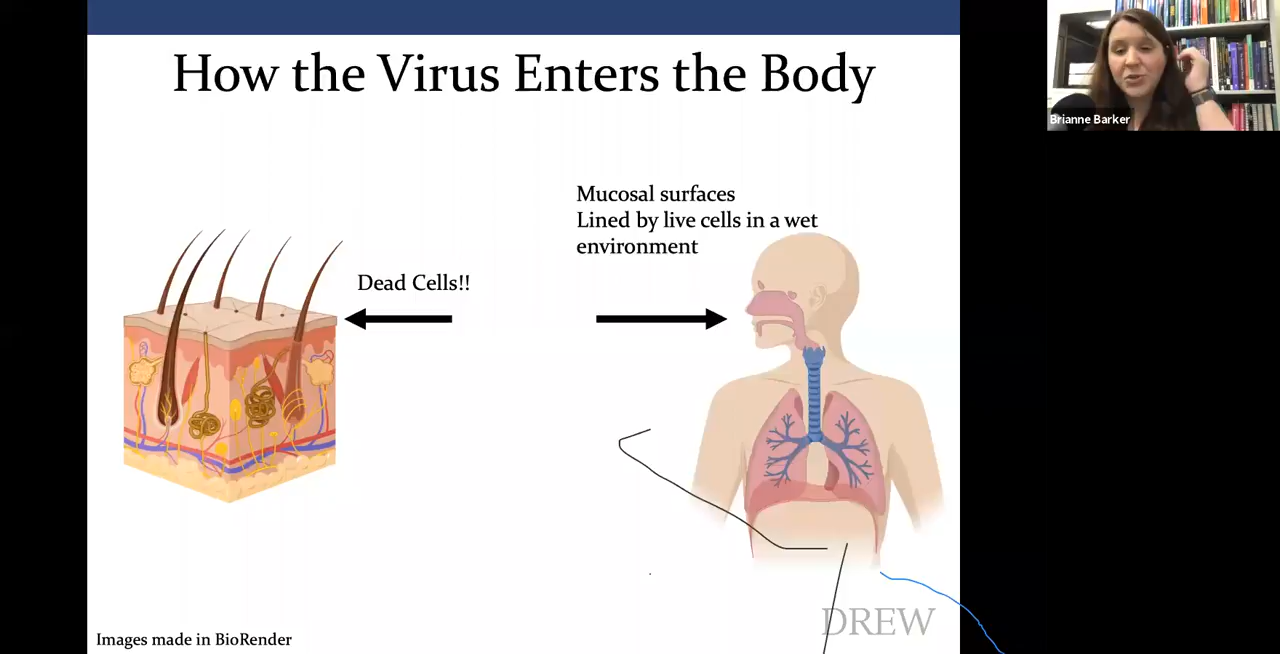 How the Virus Enters the Body
Brianne Barker
Mucosal surfaces
Lined by live cells in a wet
environment
Dead Cells!!
DREW
Images made in BioRender